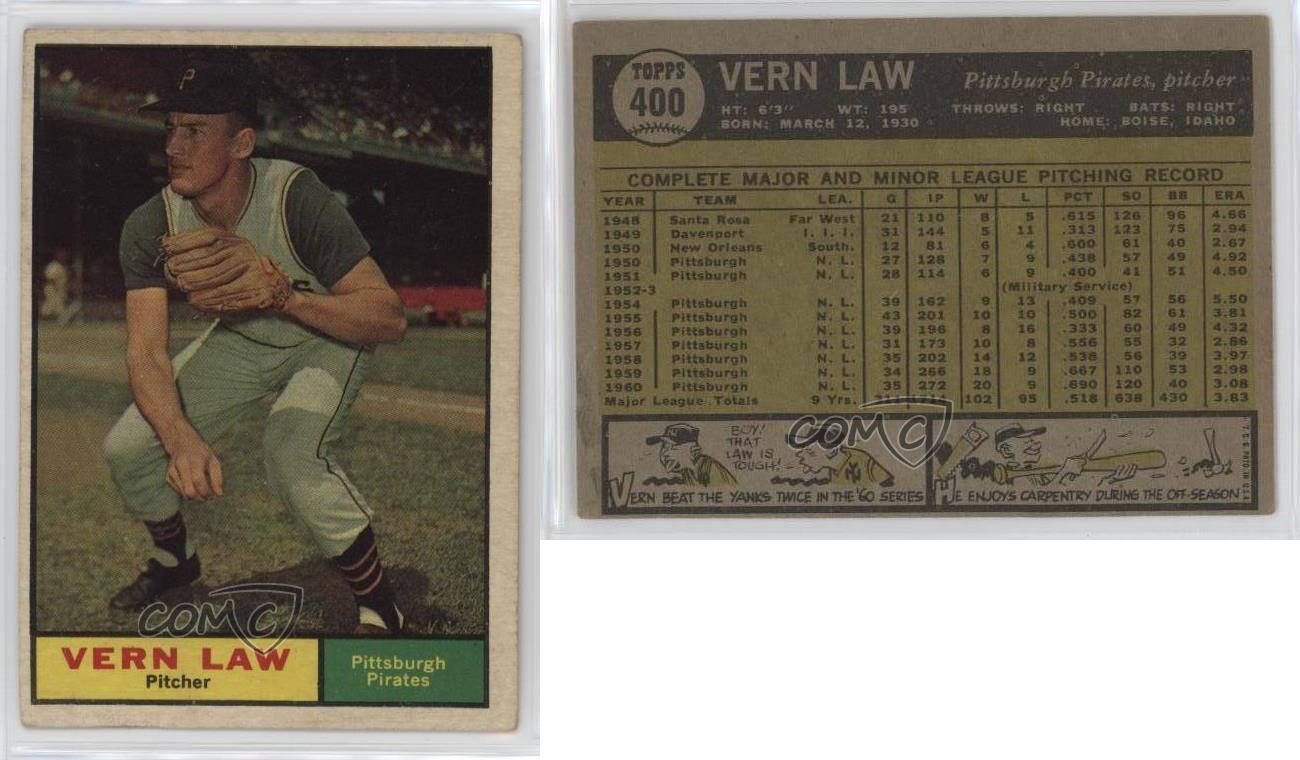 P
S
COMC
VERN LAW
Pitcher
Pittsburgh
Pirates
TOPPS
400
VERN LAW Pittsburgh Pirates, pitcher
HT: 6'3" WT: 195 THROWS: RIGHT BATS: RIGHT
BORN: MARCH 12, 1930 HOME: BOISE, IDAHO
COMPLETE MAJOR AND MINOR LEAGUE PITCHING RECORD
YEAR TEAM LEA. G IP W L PCT SO BB ERA
1948 Santa Rosa Far West 21 110 8 5 .615 126 96 4.66
1949 Davenport I. I. I. 31 144 5 11 .313 123 75 2.94
1950 New Orleans South. 12 81 6 4 .600 61 40 2.67
1950 Pittsburgh N. L. 27 128 7 9 .438 57 49 4.92
1951 Pittsburgh N. L. 28 114 6 9 .400 41 51 4.50
1952-3 (Military Service)
1954 Pittsburgh N. L. 39 162 9 13 .409 57 56 5.50
1955 Pittsburgh N. L. 43 201 10 10 .500 82 61 3.81
1956 Pittsburgh N. L. 39 196 8 16 .333 60 49 4.32
1957 Pittsburgh N. L. 31 173 10 8 .556 55 32 2.86
1958 Pittsburgh N. L. 35 202 14 12 .538 56 39 3.97
1959 Pittsburgh N. L. 34 266 18 9 .667 110 53 2.98
1960 Pittsburgh N. L. 35 272 20 9 .690 120 40 3.08
Major League Totals 9 Yrs. 311 1714 102 95 .518 638 430 3.83
BOY!
THAT
LAW IS
TOUGH!
COMC
NY
VERN BEAT THE YANKS TWICE IN THE '60 SERIES
HE ENJOYS CARPENTRY DURING THE OFF-SEASON
T.C.G. PRTD. IN U.S.A.